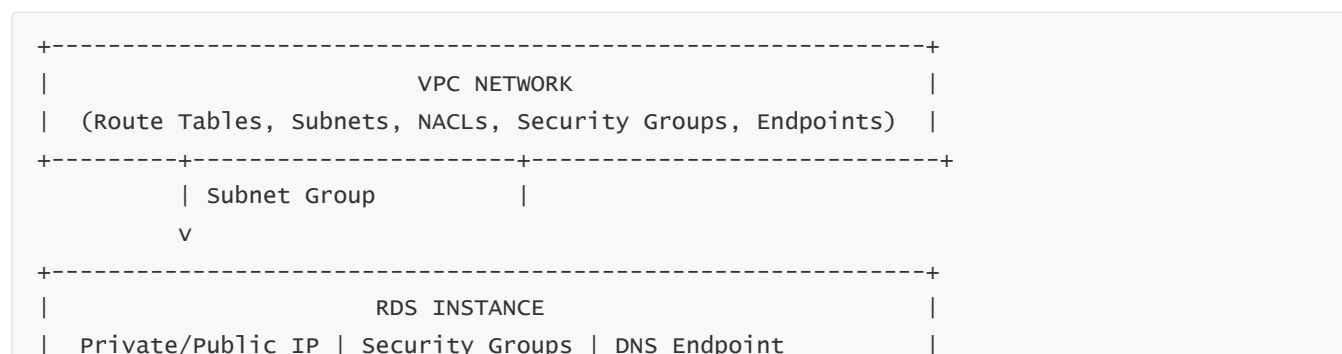 +--------------------------------------------------------------+
|                          VPC NETWORK                         |
|  (Route Tables, Subnets, NACLs, Security Groups, Endpoints)  |
+---------+-----------------------+-----------------------------+
          | Subnet Group          |
          v
+--------------------------------------------------------------+
|                       RDS INSTANCE                           |
|  Private/Public IP | Security Groups | DNS Endpoint          |